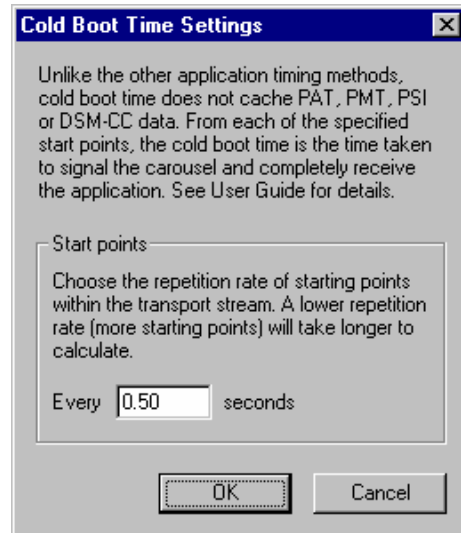 Cold Boot Time Settings
Unlike the other application timing methods,
cold boot time does not cache PAT, PMT, PSI
or DSM-CC data. From each of the specified
start points, the cold boot time is the time taken
to signal the carousel and completely receive
the application. See User Guide for details.
Start points
Choose the repetition rate of starting points
within the transport stream. A lower repetition
rate (more starting points) will take longer to
calculate.
Every 0.50 seconds
OK Cancel